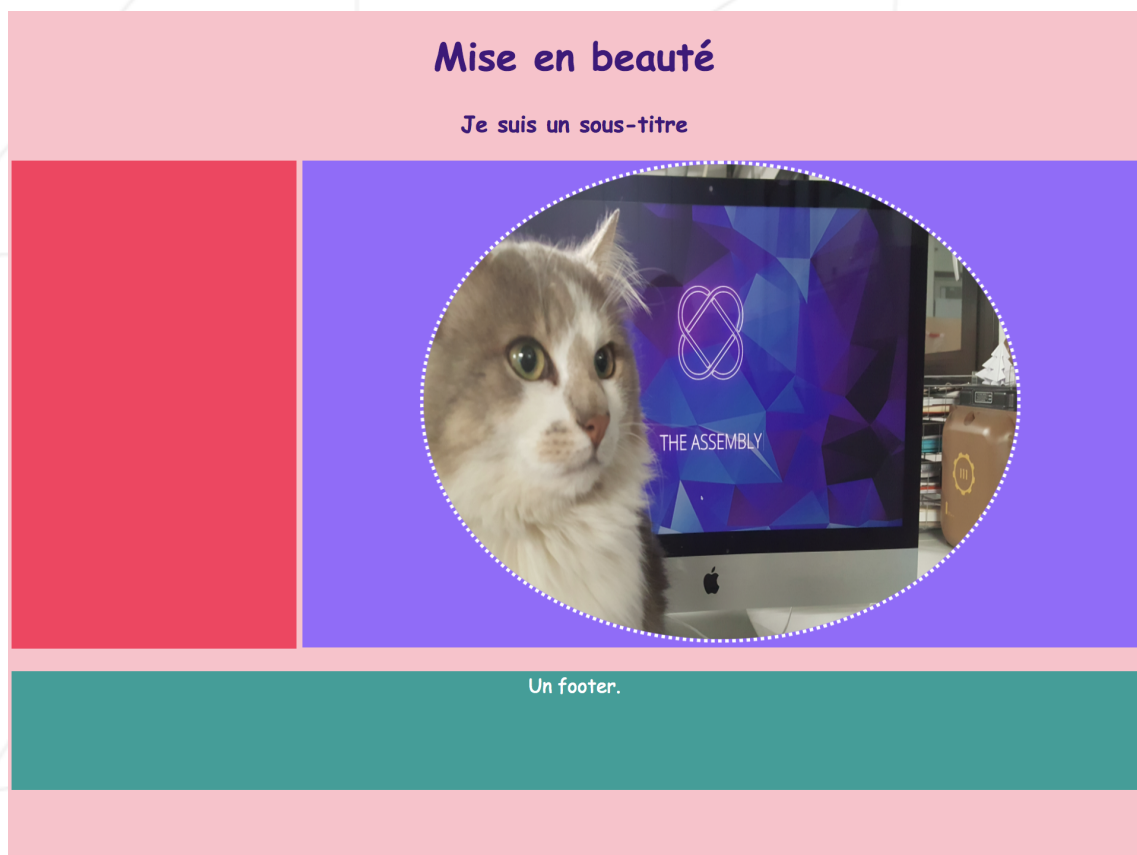 Mise en beauté
Je suis un sous-titre
THE ASSEMBLY
Un footer.